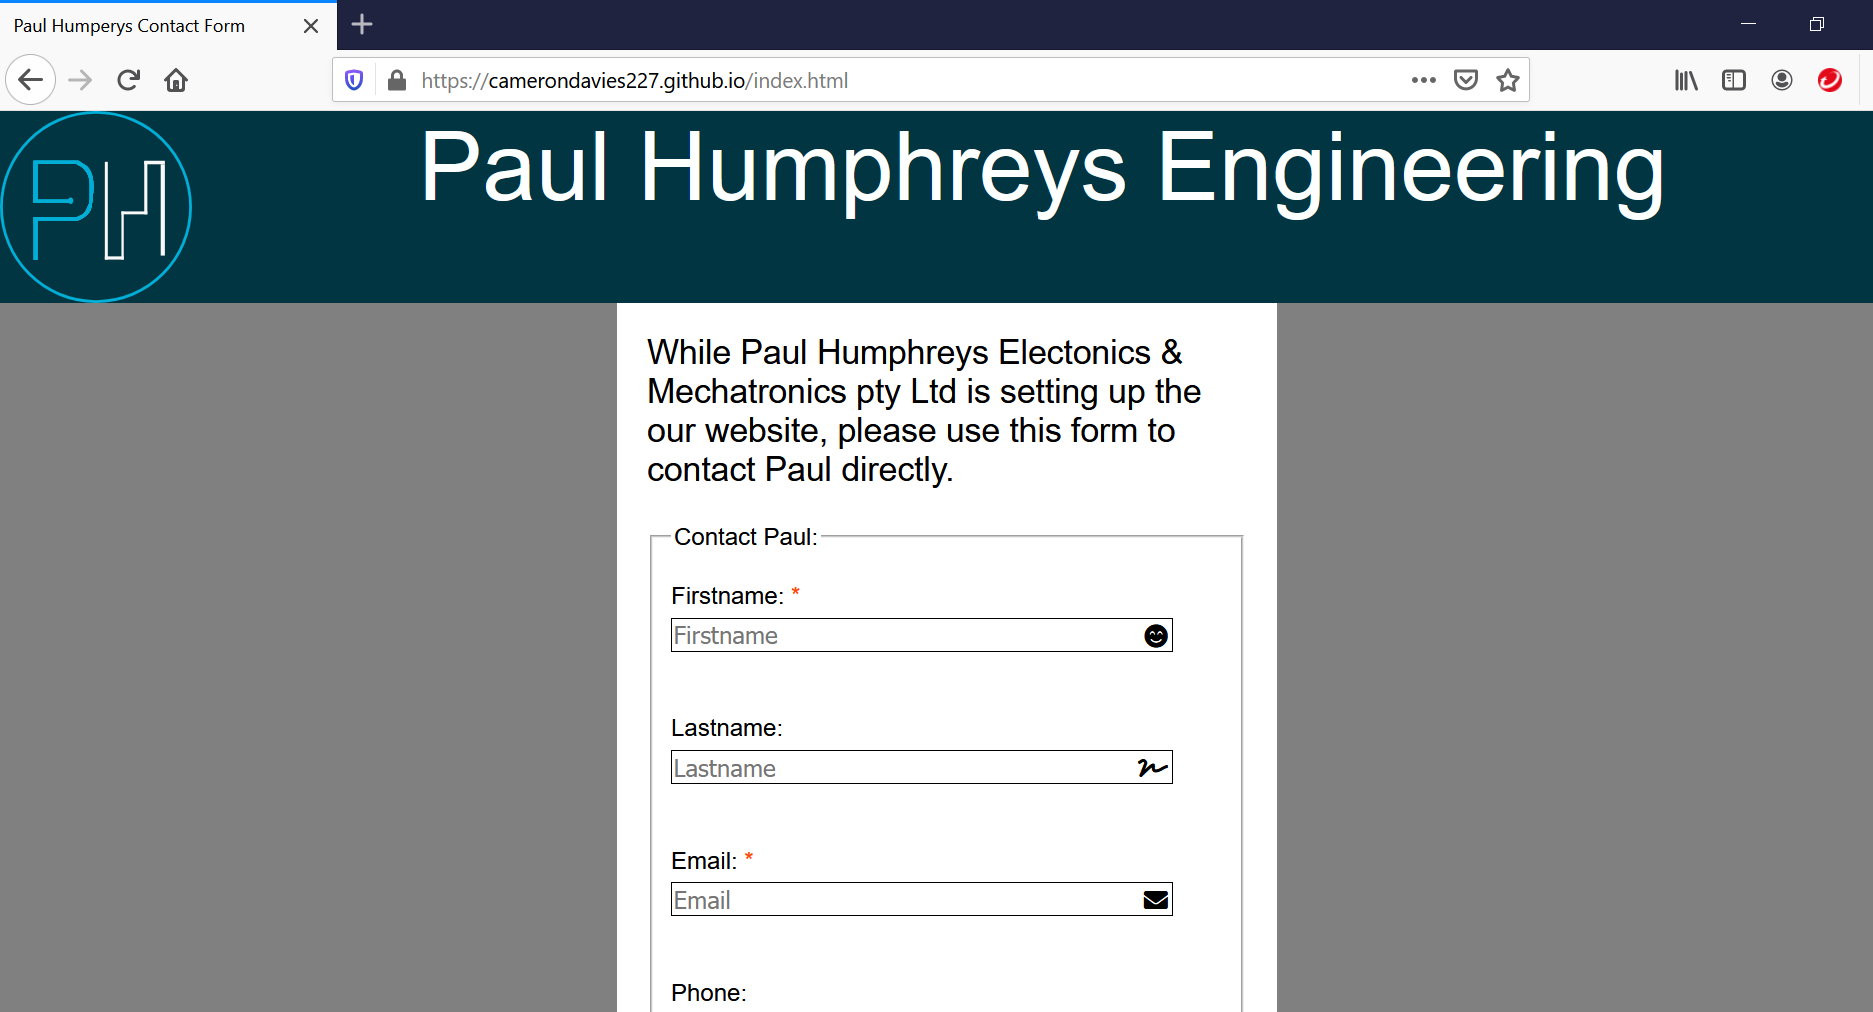 Paul Humperys Contact Form
https://camerondavies227.github.io/index.html
PH
Paul Humphreys Engineering
While Paul Humphreys Electonics &
Mechatronics pty Ltd is setting up the
our website, please use this form to
contact Paul directly.
Contact Paul:
Firstname: *
Firstname
Lastname:
Lastname
Email: *
Email
Phone: